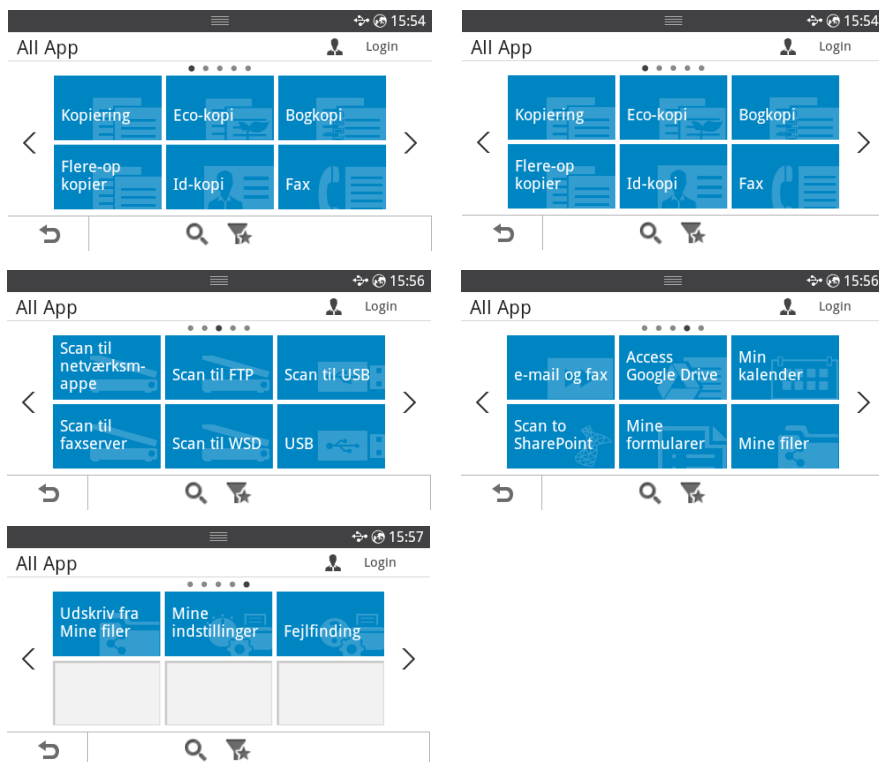 15:54
All App
Login
Kopiering
Eco-kopi
Bogkopi
Flere-op
kopier
Id-kopi
Fax
15:54
All App
Login
Kopiering
Eco-kopi
Bogkopi
Flere-op
kopier
Id-kopi
Fax
15:56
All App
Login
Scan til
netværksm-
appe
Scan til FTP
Scan til USB
Scan til
faxserver
Scan til WSD
USB
15:56
All App
Login
e-mail og fax
Access
Google Drive
Min
kalender
Scan to
SharePoint
Mine
formularer
Mine filer
15:57
All App
Login
Udskriv fra
Mine filer
Mine
indstillinger
Fejlfinding